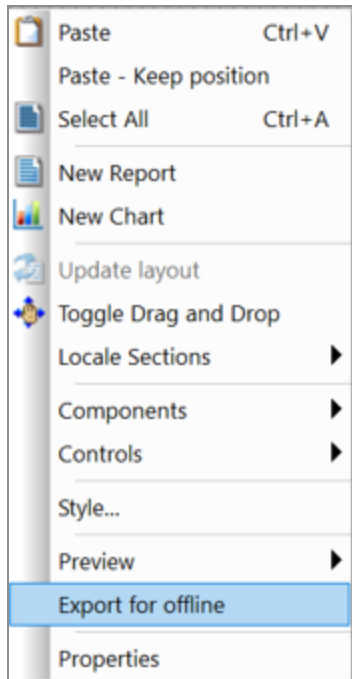 Paste Ctrl+V
Paste - Keep position
Select All Ctrl+A
New Report
New Chart
Update layout
Toggle Drag and Drop
Locale Sections
Components
Controls
Style...
Preview
Export for offline
Properties